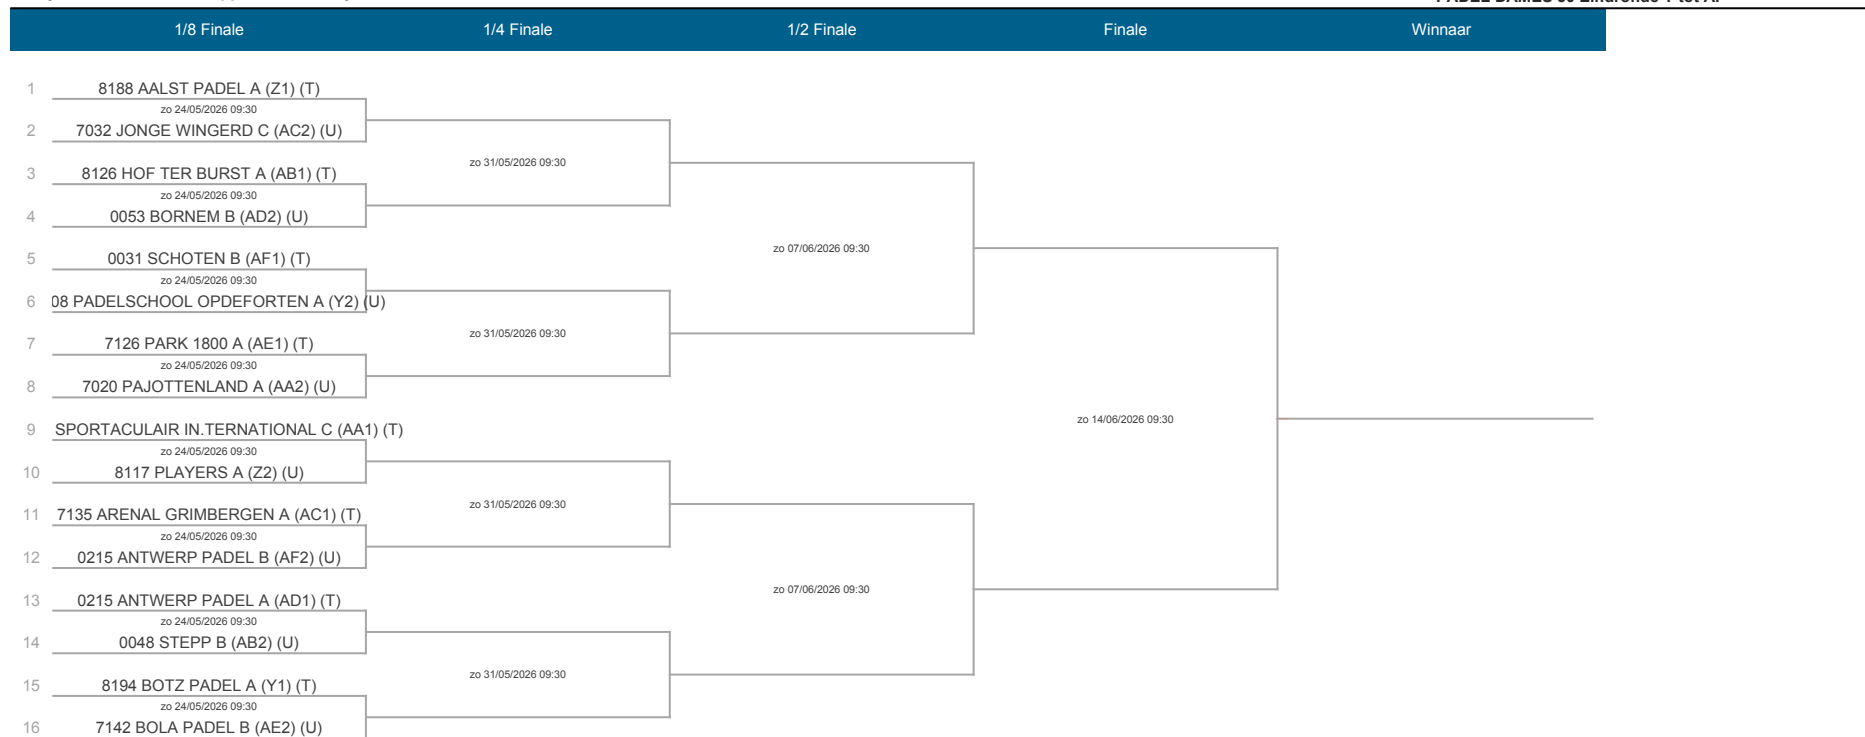 1/8 Finale 1/4 Finale 1/2 Finale Finale Winnaar
1 8188 AALST PADEL A (Z1) (T)
zo 24/05/2026 09:30
2 7032 JONGE WINGERD C (AC2) (U)
zo 31/05/2026 09:30
3 8126 HOF TER BURST A (AB1) (T)
zo 24/05/2026 09:30
4 0053 BORNEM B (AD2) (U)
zo 07/06/2026 09:30
5 0031 SCHOTEN B (AF1) (T)
zo 24/05/2026 09:30
6 08 PADELSCHOOL OPDEFORTEN A (Y2) (U)
zo 31/05/2026 09:30
7 7126 PARK 1800 A (AE1) (T)
zo 24/05/2026 09:30
8 7020 PAJOTTENLAND A (AA2) (U)
zo 14/06/2026 09:30
9 SPORTACULAIR IN.TERNATIONAL C (AA1) (T)
zo 24/05/2026 09:30
10 8117 PLAYERS A (Z2) (U)
zo 31/05/2026 09:30
11 7135 ARENAL GRIMBERGEN A (AC1) (T)
zo 24/05/2026 09:30
12 0215 ANTWERP PADEL B (AF2) (U)
zo 07/06/2026 09:30
13 0215 ANTWERP PADEL A (AD1) (T)
zo 24/05/2026 09:30
14 0048 STEPP B (AB2) (U)
zo 31/05/2026 09:30
15 8194 BOTZ PADEL A (Y1) (T)
zo 24/05/2026 09:30
16 7142 BOLA PADEL B (AE2) (U)